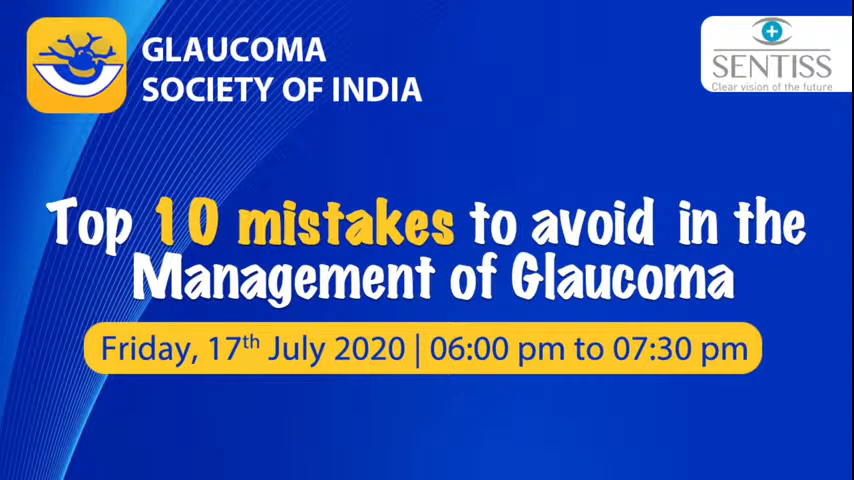 GLAUCOMA
SOCIETY OF INDIA
SENTISS
Clear vision of the future
Top 10 mistakes to avoid in the
Management of Glaucoma
Friday, 17th July 2020 | 06:00 pm to 07:30 pm